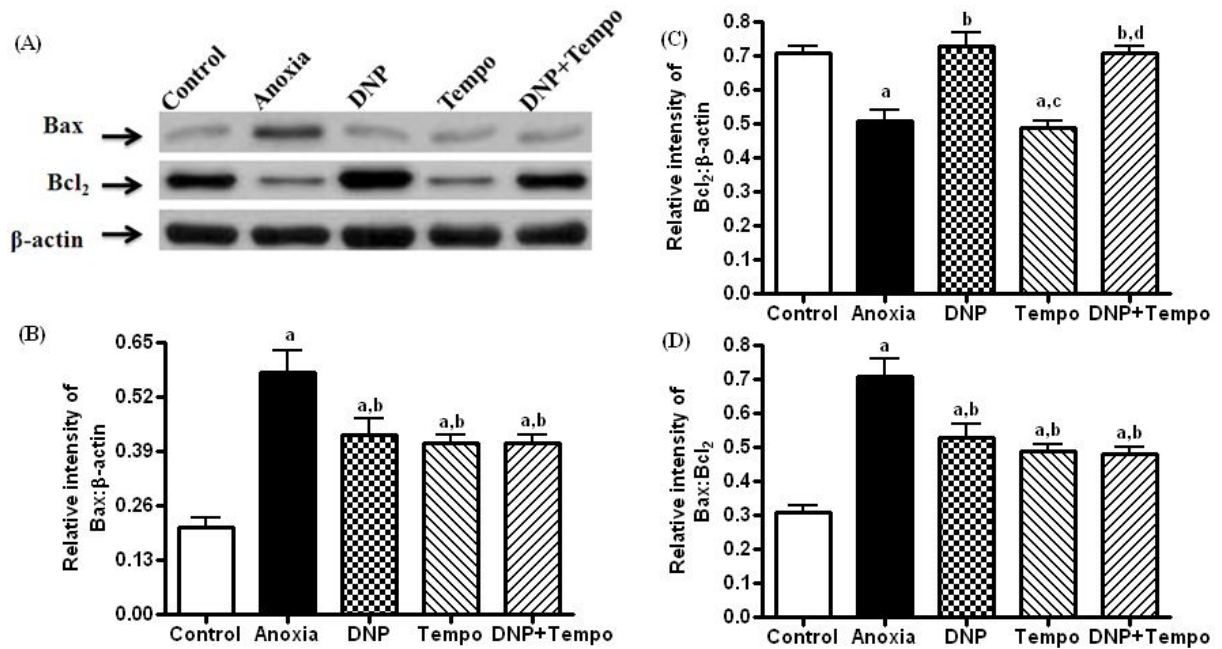 (A)
Control Anoxia DNP Tempo DNP+Tempo
Bax
Bcl₂
β-actin
(B)
Relative intensity of
Bax:β-actin
0.65
0.52
0.39
0.26
0.13
0.00
a
a,b
a,b
a,b
Control Anoxia DNP Tempo DNP+Tempo
(C)
Relative intensity of
Bcl₂:β-actin
0.8
0.7
0.6
0.5
0.4
0.3
0.2
0.1
0.0
a
b
a,c
b,d
Control Anoxia DNP Tempo DNP+Tempo
(D)
Relative intensity of
Bax:Bcl₂
0.8
0.7
0.6
0.5
0.4
0.3
0.2
0.1
0.0
a
a,b
a,b
a,b
Control Anoxia DNP Tempo DNP+Tempo